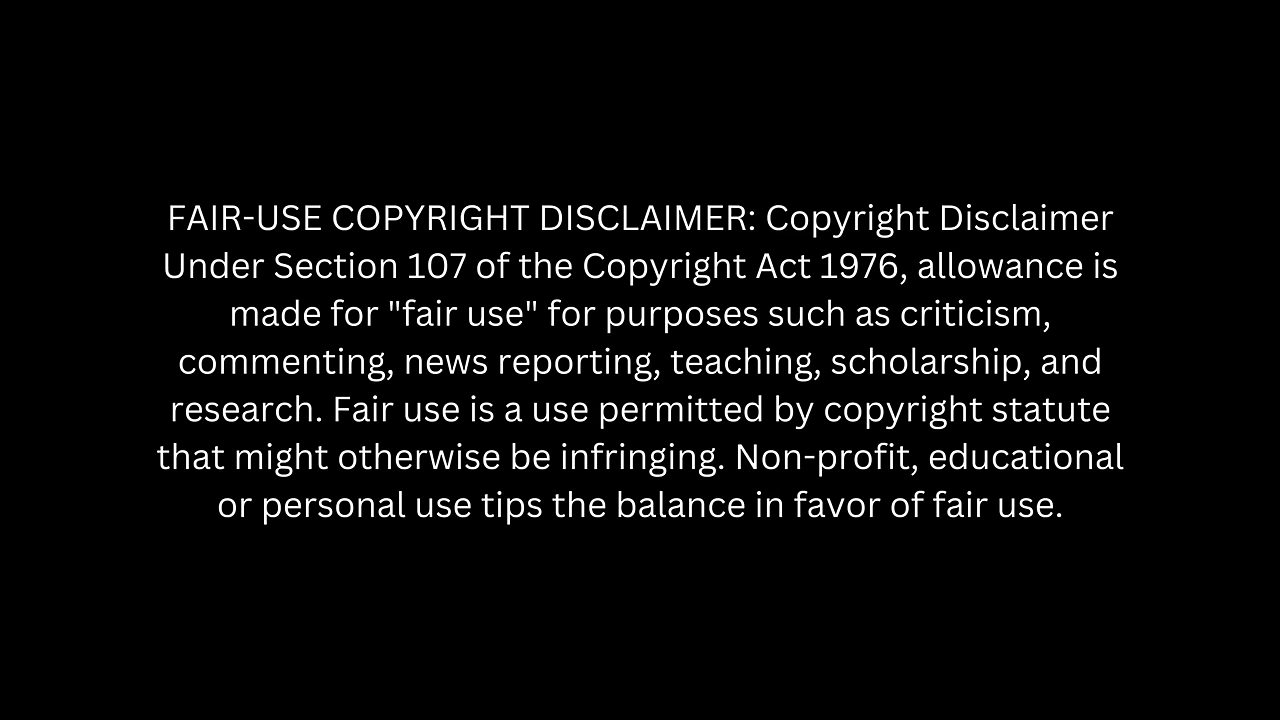 FAIR-USE COPYRIGHT DISCLAIMER: Copyright Disclaimer
Under Section 107 of the Copyright Act 1976, allowance is
made for "fair use" for purposes such as criticism,
commenting, news reporting, teaching, scholarship, and
research. Fair use is a use permitted by copyright statute
that might otherwise be infringing. Non-profit, educational
or personal use tips the balance in favor of fair use.